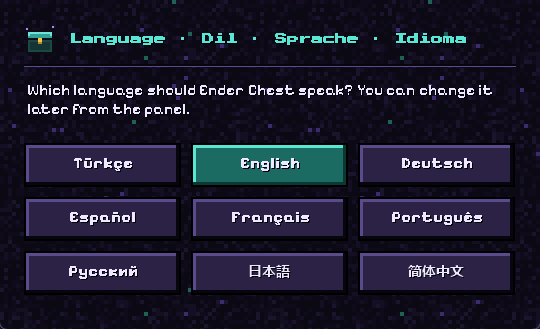 Language · Dil · Sprache · Idioma
Which language should Ender Chest speak? You can change it
later from the panel.
Türkçe
English
Deutsch
Español
Français
Português
Русский
日本語
简体中文